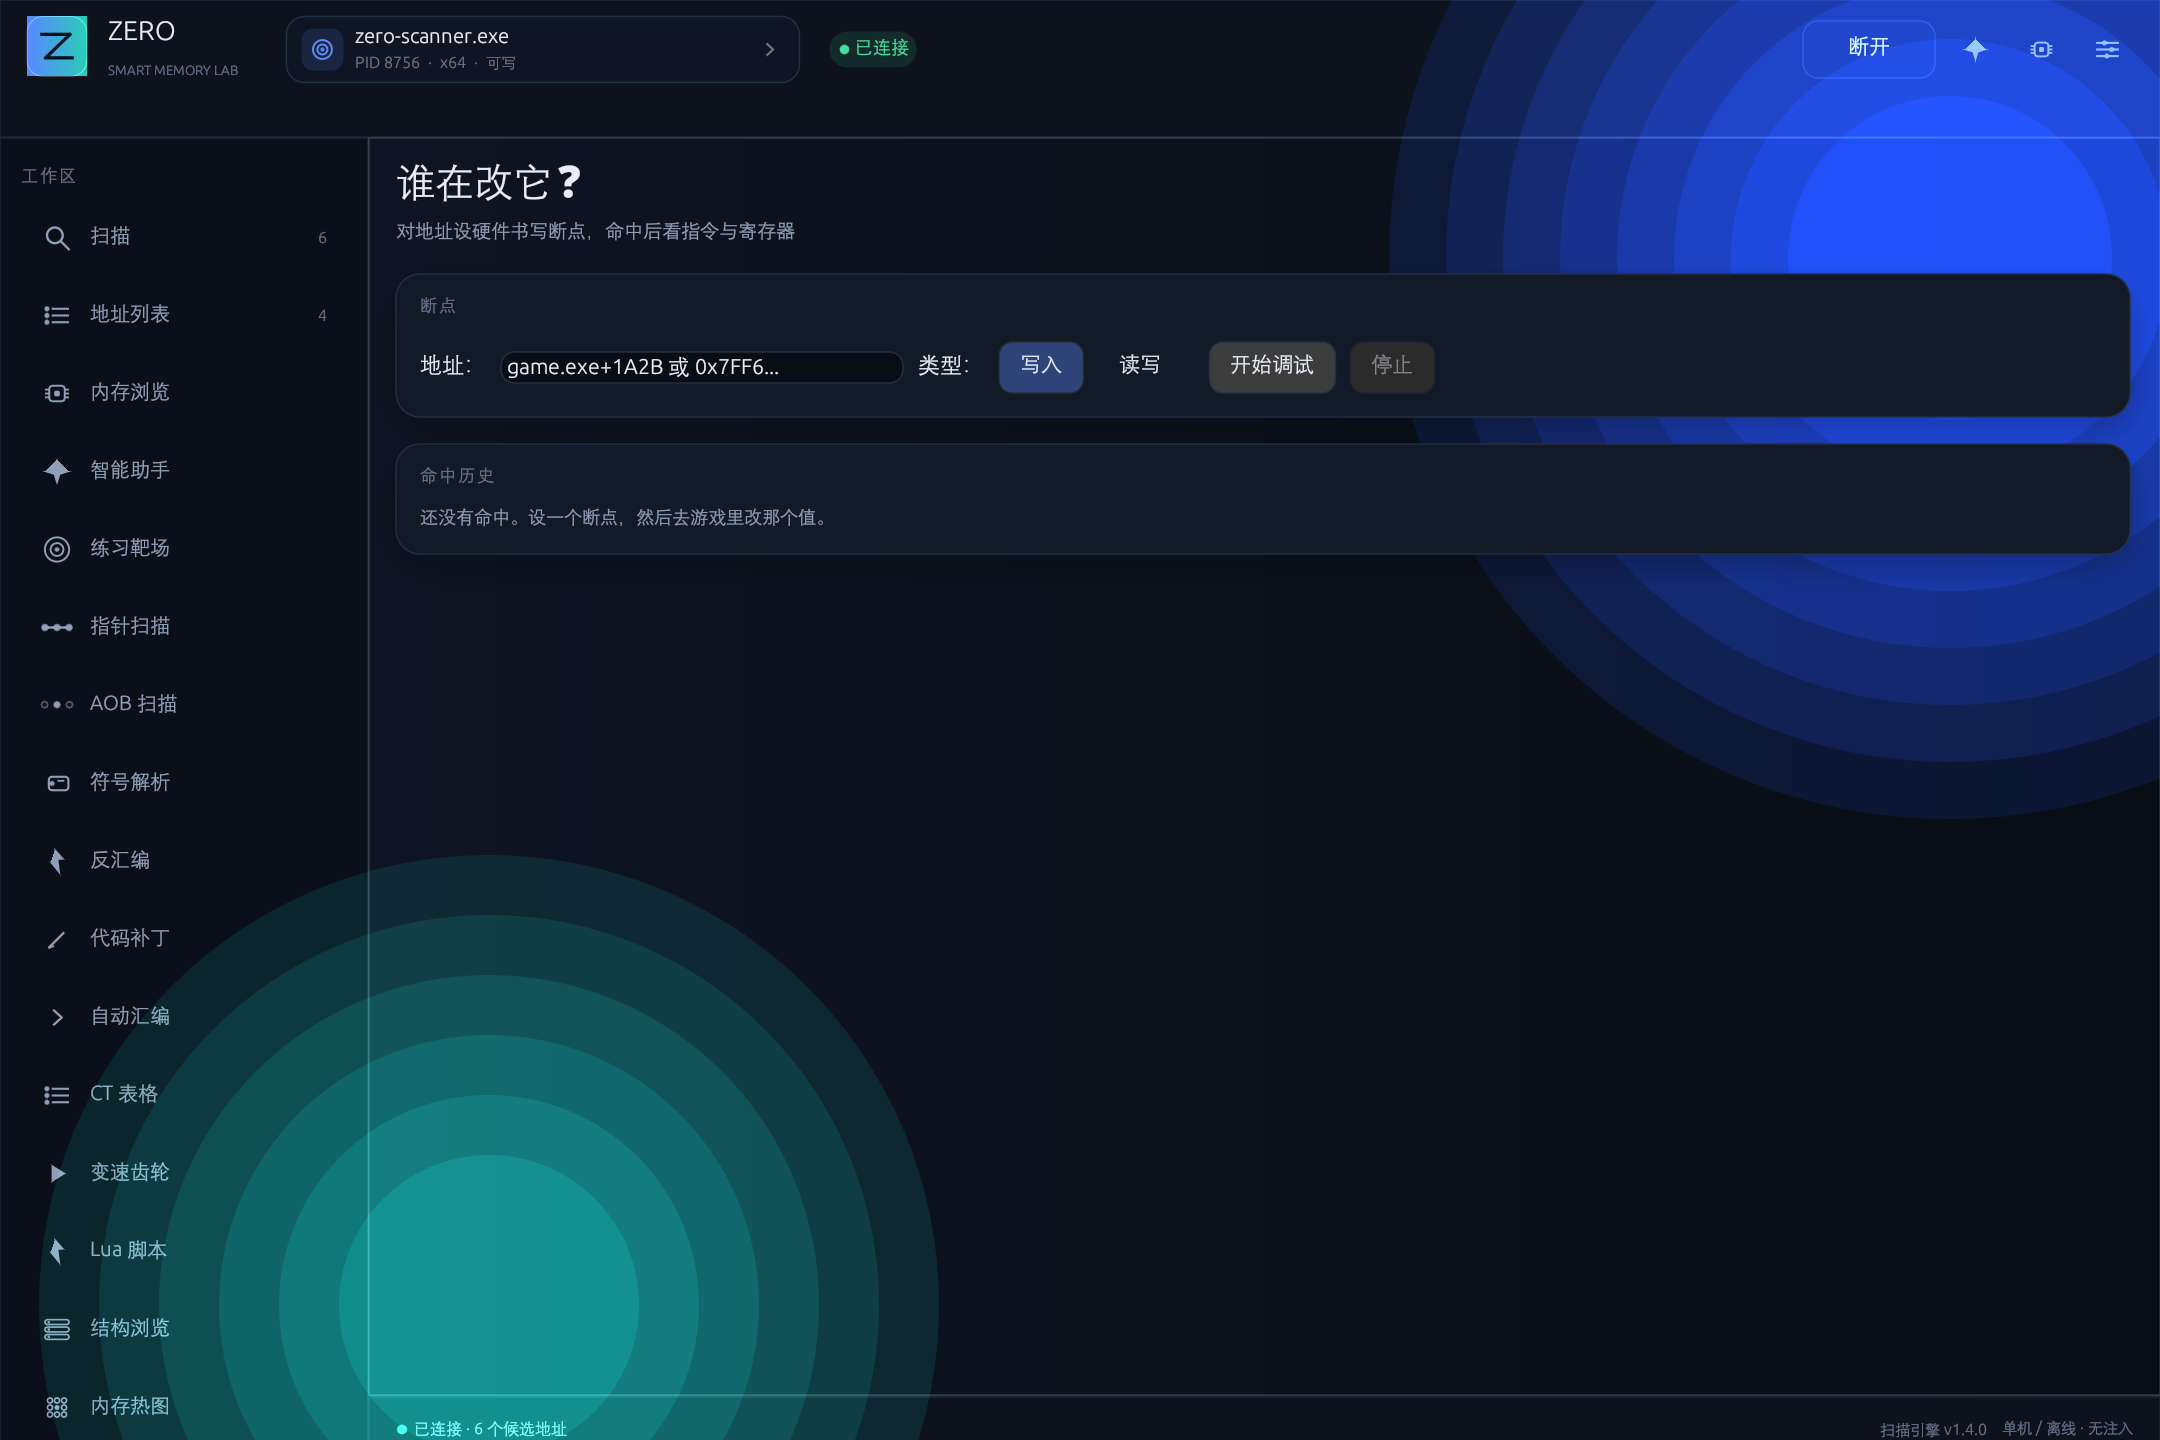 Z
ZERO
SMART MEMORY LAB
zero-scanner.exe
PID 8756 · x64 · 可写
已连接
断开
工作区
扫描 6
地址列表 4
内存浏览
智能助手
练习靶场
指针扫描
AOB 扫描
符号解析
反汇编
代码补丁
自动汇编
CT 表格
变速齿轮
Lua 脚本
结构浏览
内存热图
谁在改它?
对地址设硬件书写断点，命中后看指令与寄存器
断点
地址： game.exe+1A2B 或 0x7FF6... 类型： 写入 读写 开始调试 停止
命中历史
还没有命中。设一个断点，然后去游戏里改那个值。
已连接 · 6 个候选地址
扫描引擎 v1.4.0 单机 / 离线 · 无注入